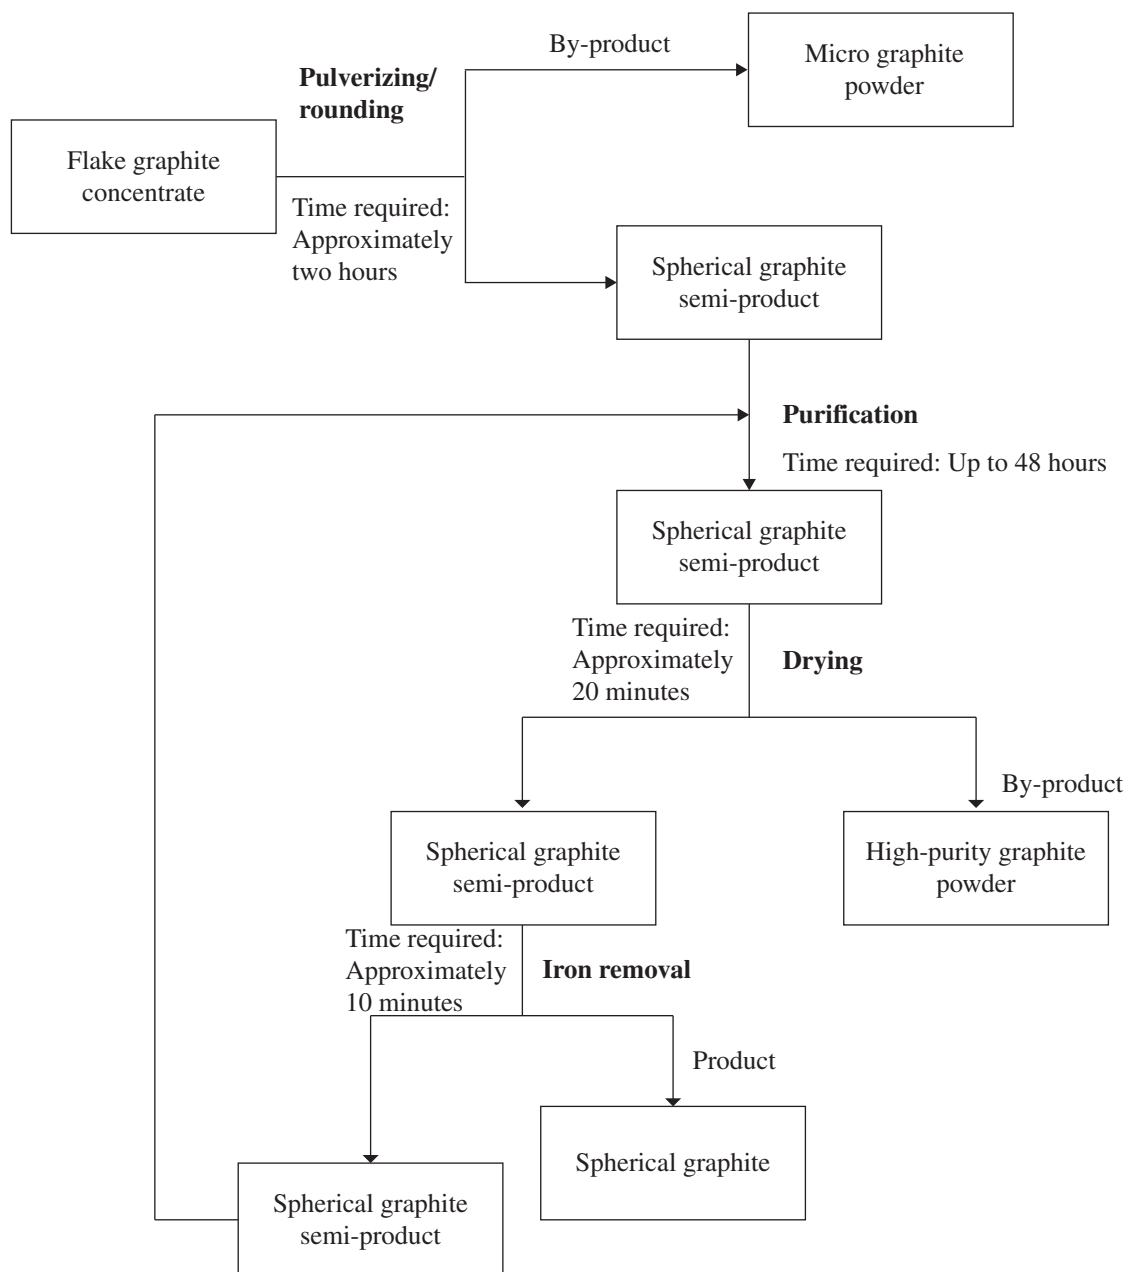 By-product
Micro graphite
powder
Pulverizing/
rounding
Flake graphite
concentrate
Time required:
Approximately
two hours
Spherical graphite
semi-product
Purification
Time required: Up to 48 hours
Spherical graphite
semi-product
Time required:
Approximately
20 minutes
Drying
By-product
Spherical graphite
semi-product
High-purity graphite
powder
Time required:
Approximately
10 minutes
Iron removal
Product
Spherical graphite
Spherical graphite
semi-product